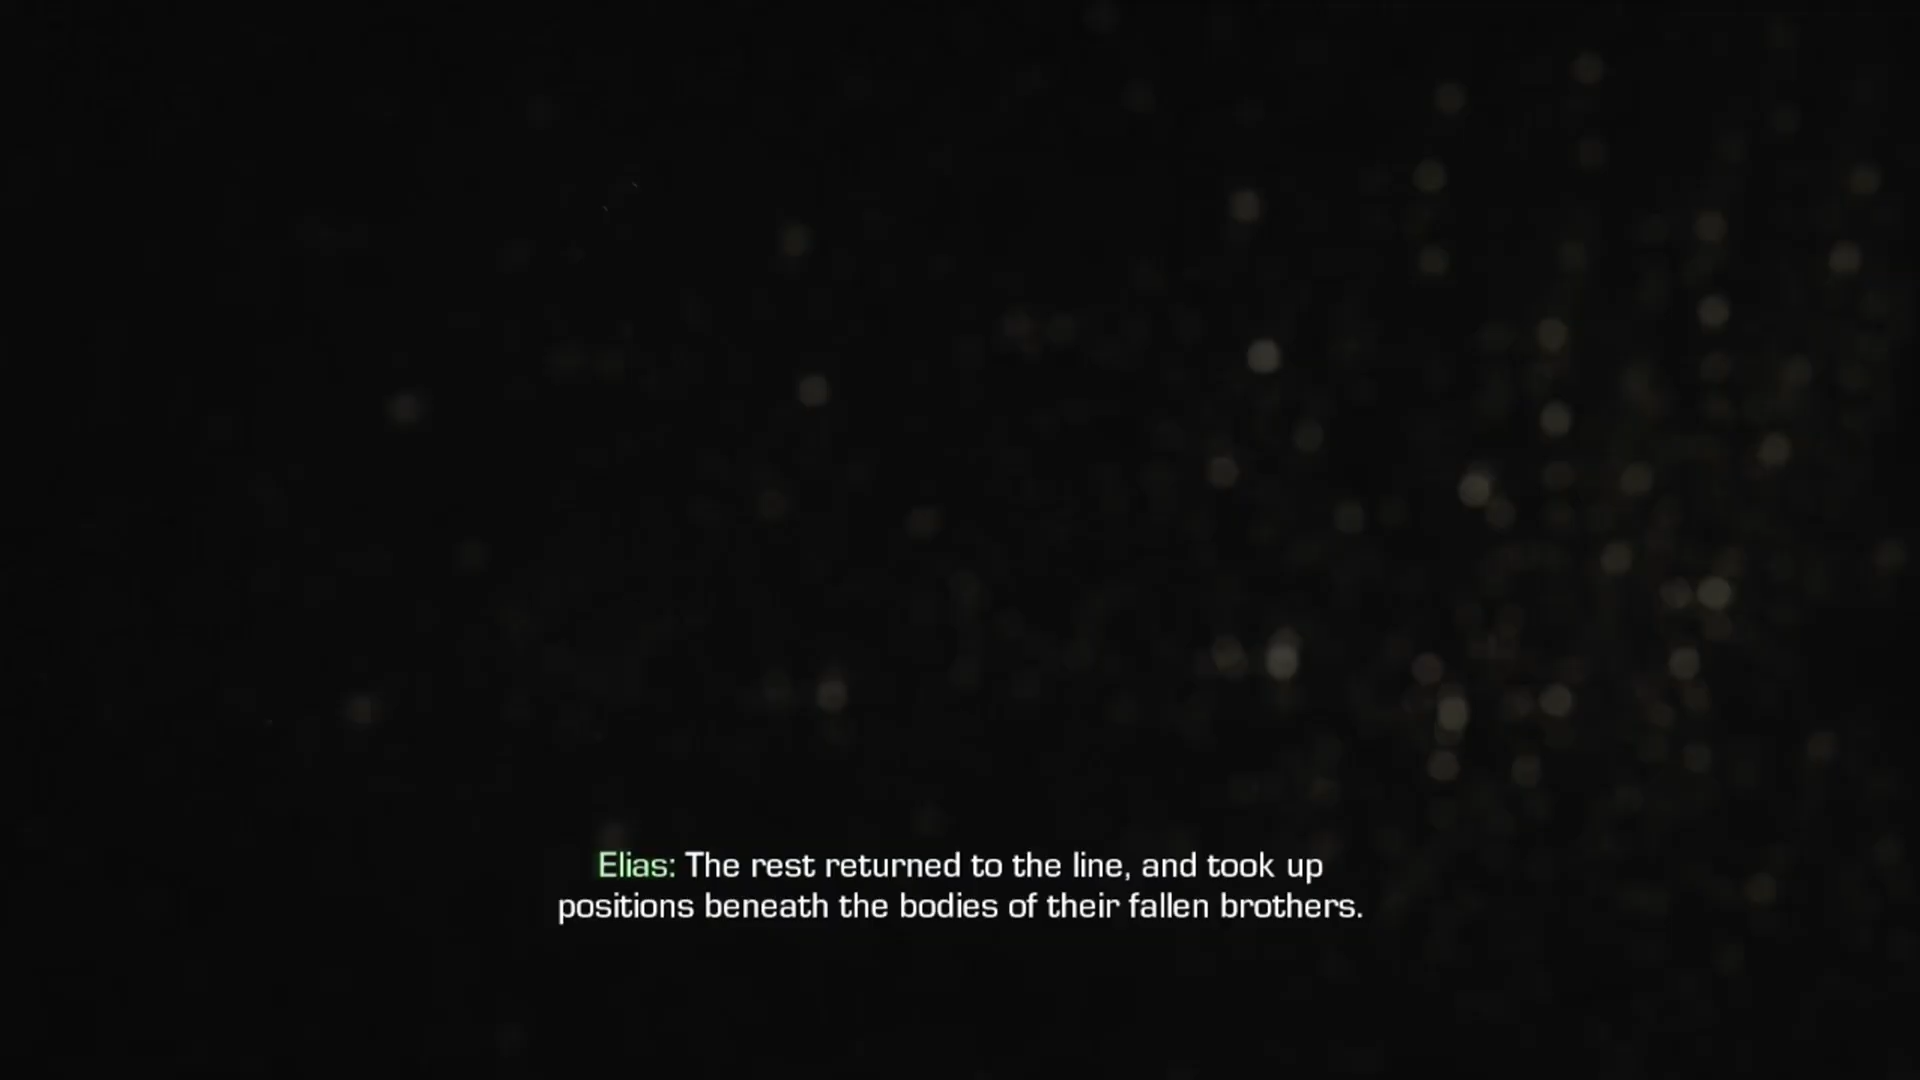 Elias: The rest returned to the line, and took up
positions beneath the bodies of their fallen brothers.